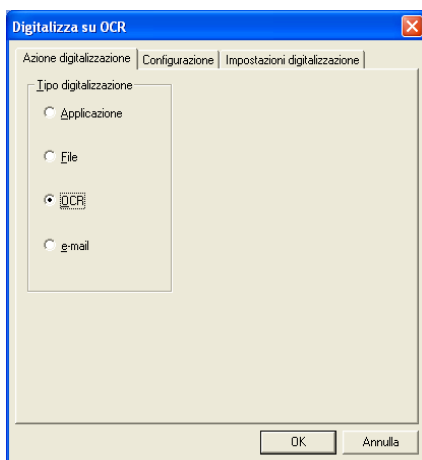 Digitalizza su OCR
Azione digitalizzazione Configurazione Impostazioni digitalizzazione
Tipo digitalizzazione
Applicazione
File
OCR
e-mail
OK Annulla